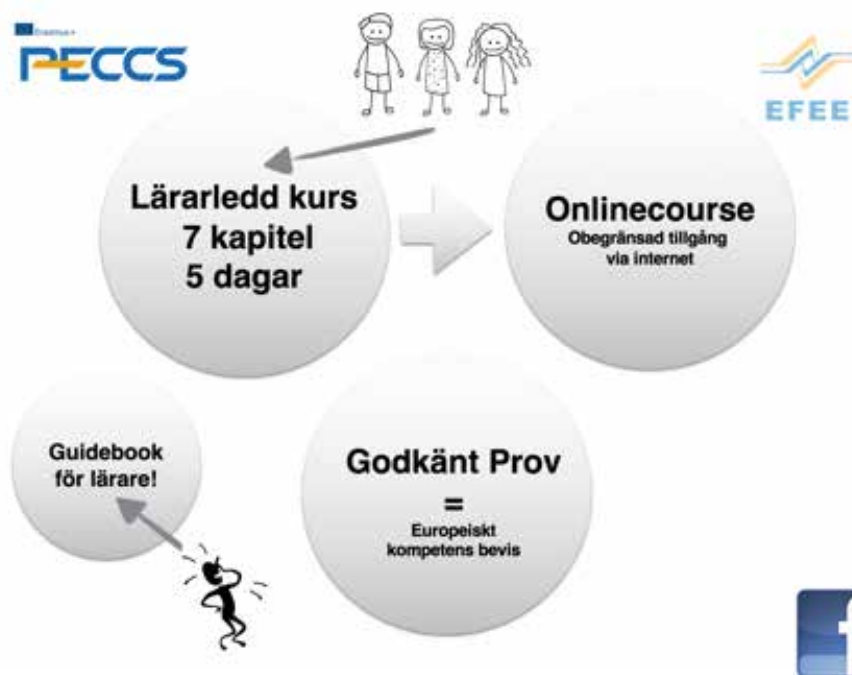 Erasmus+
PECCS
EFEE
Lärarledd kurs
7 kapitel
5 dagar
Onlinecourse
Obegränsad tillgång
via internet
Guidebook
för lärare!
Godkänt Prov
=
Europeiskt
kompetens bevis
f